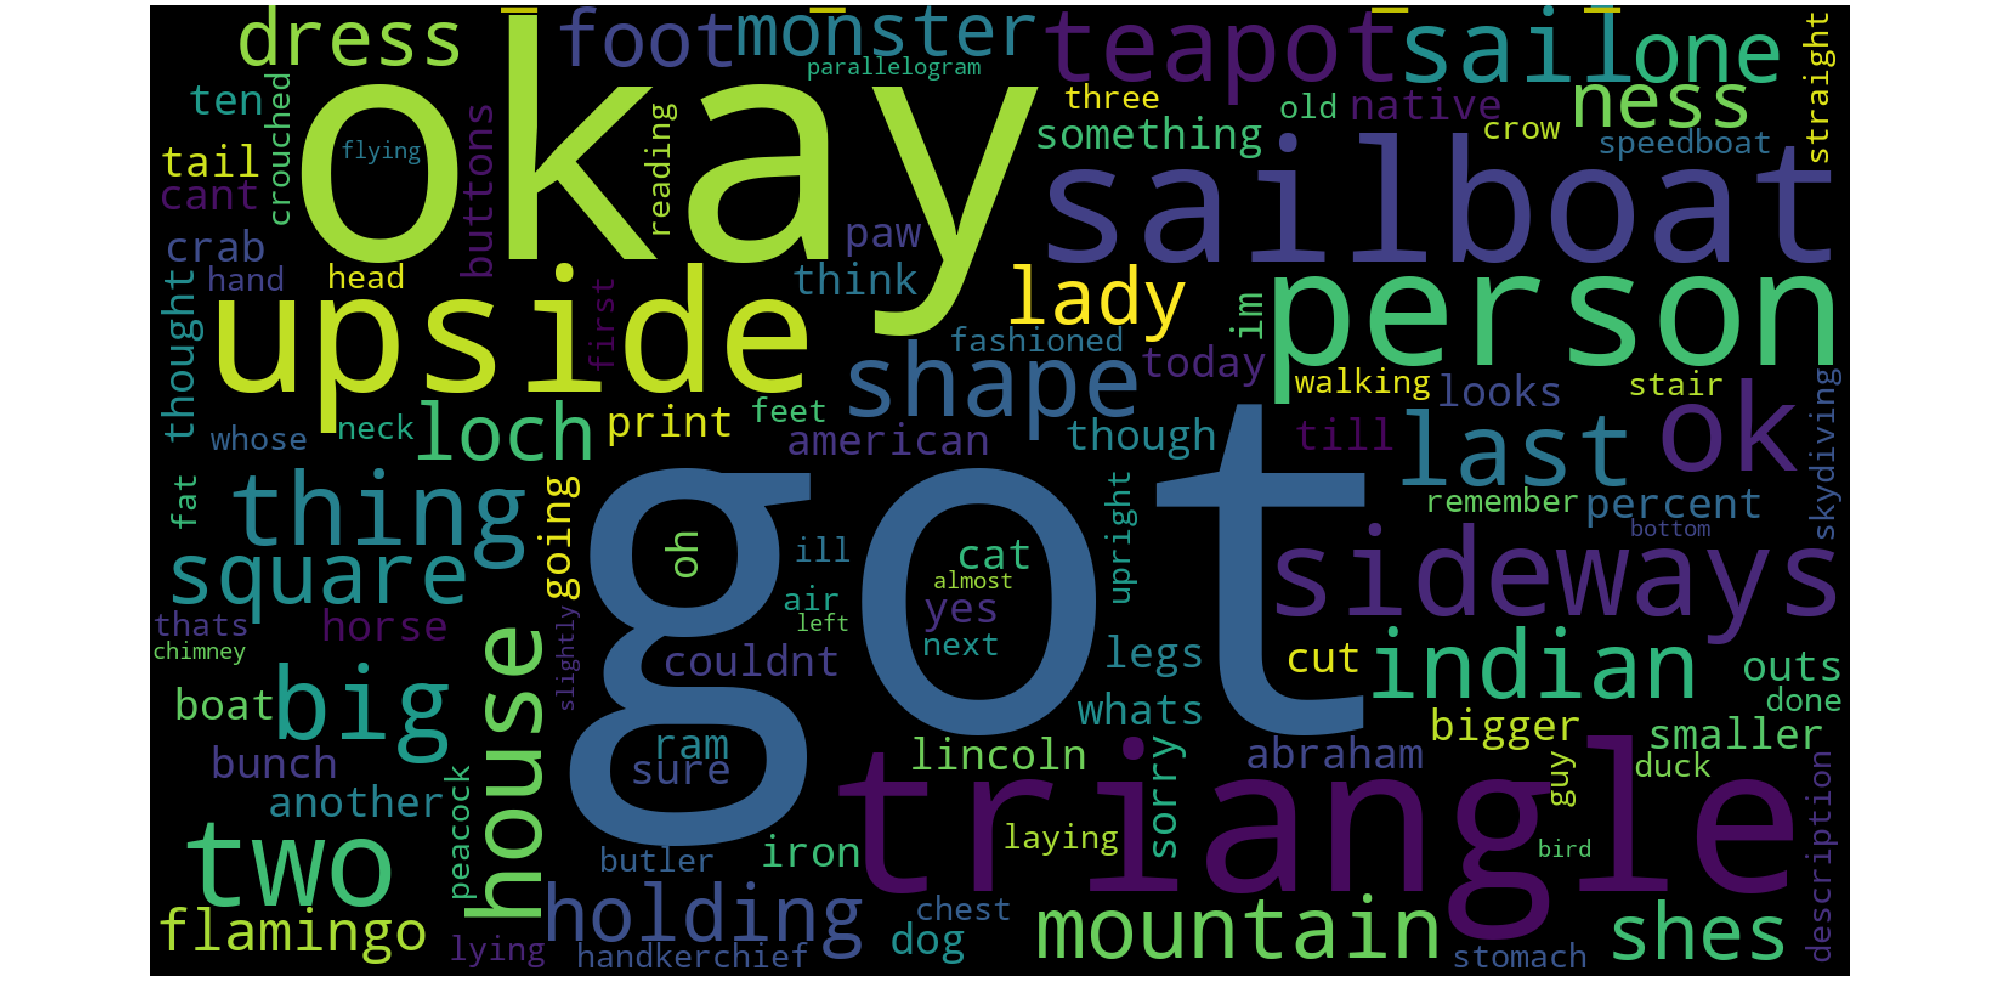 dress
foot
monster
teapot
sail
one
straight
okay
parallelogram
ten
crouched
three
old
native
ness
crow
speedboat
something
buttons
reading
flying
tail
cant
sailboat
crab
paw
hand
head
think
thought
upside
first
lady
im
person
fashioned
shape
today
walking
looks
stair
skydiving
loch
print
feet
whose
neck
american
though
till
last
ok
got
thing
going
fat
upright
remember
percent
bottom
square
oh
ill
cat
almost
sideways
air
yes
left
next
thats
horse
chimney
slightly
couldnt
legs
cut
indian
outs
done
big
house
boat
whats
bigger
smaller
bunch
ram
sure
lincoln
sorry
abraham
guy
duck
description
another
peacock
triangle
two
butler
iron
laying
bird
flamingo
holding
chest
mountain
shes
lying
handkerchief
dog
stomach